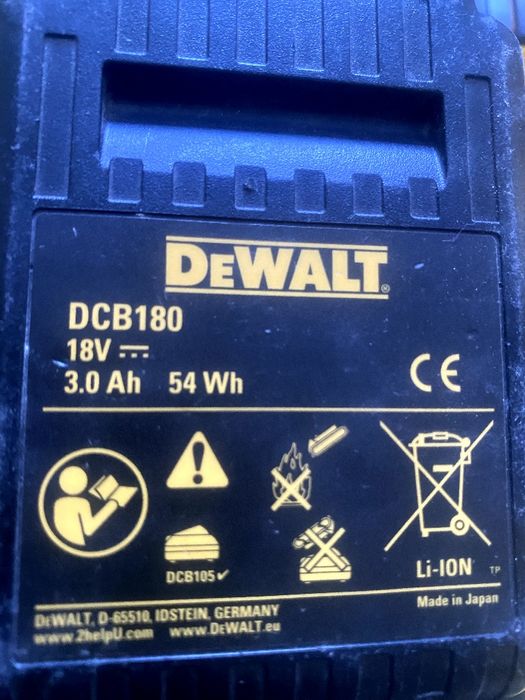 DEWALT®
DCB180
18V ⎓
3.0 Ah 54 Wh
CE
DCB105✓
Li-ION
TP
DEWALT, D-65510, IDSTEIN, GERMANY
Made in Japan
www.2helpU.com www.DEWALT.eu